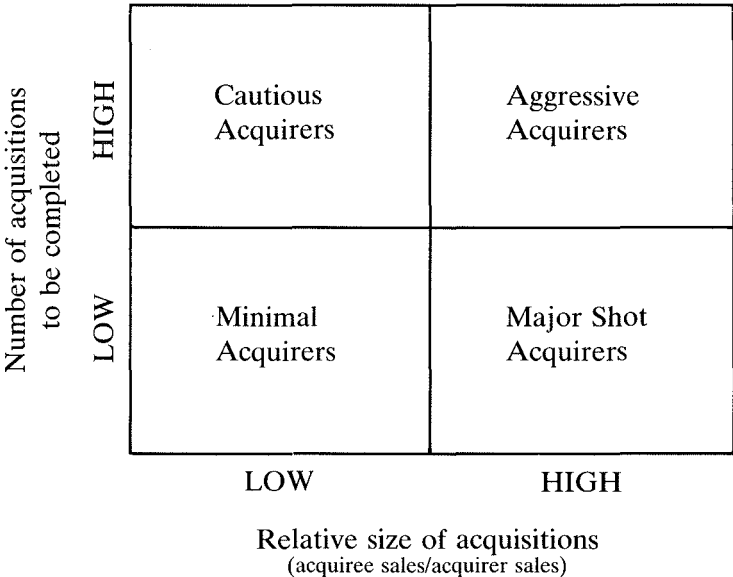 Number of acquisitions
to be completed
HIGH
Cautious
Acquirers
Aggressive
Acquirers
LOW
Minimal
Acquirers
Major Shot
Acquirers
LOW
HIGH
Relative size of acquisitions
(acquiree sales/acquirer sales)